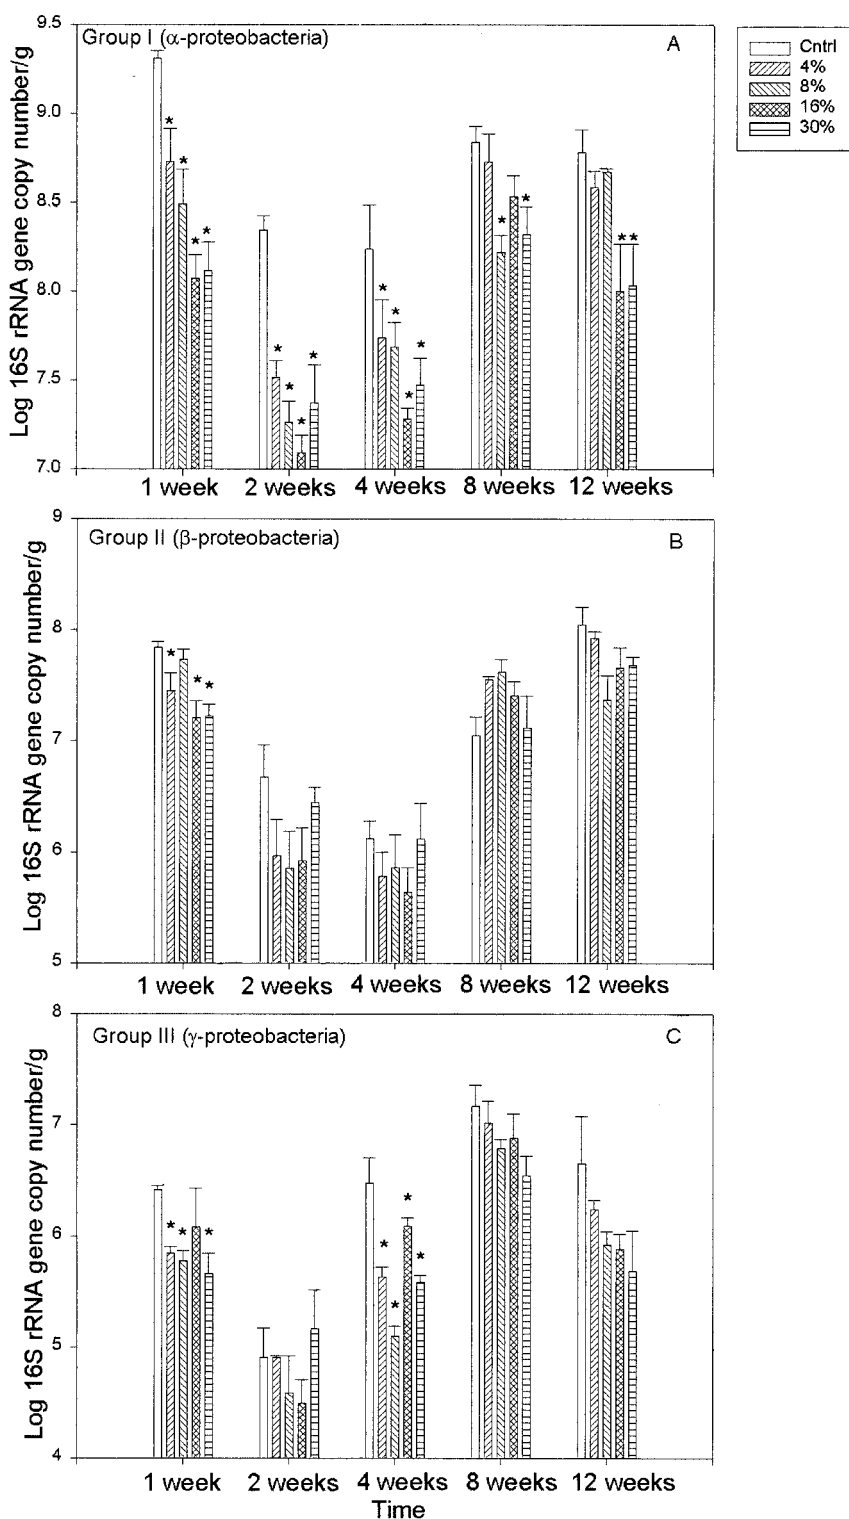 Group I (α-proteobacteria)
A
Cntrl
4%
8%
16%
30%
Log 16S rRNA gene copy number/g
9.5
9.0
8.5
8.0
7.5
7.0
* * * *
* * * *
* * * *
* *
**
1 week 2 weeks 4 weeks 8 weeks 12 weeks
Group II (β-proteobacteria)
B
Log 16S rRNA gene copy number/g
9
8
7
6
5
* * *
1 week 2 weeks 4 weeks 8 weeks 12 weeks
Group III (γ-proteobacteria)
C
Log 16S rRNA gene copy number/g
8
7
6
5
4
* * *
* * * *
1 week 2 weeks 4 weeks 8 weeks 12 weeks
Time